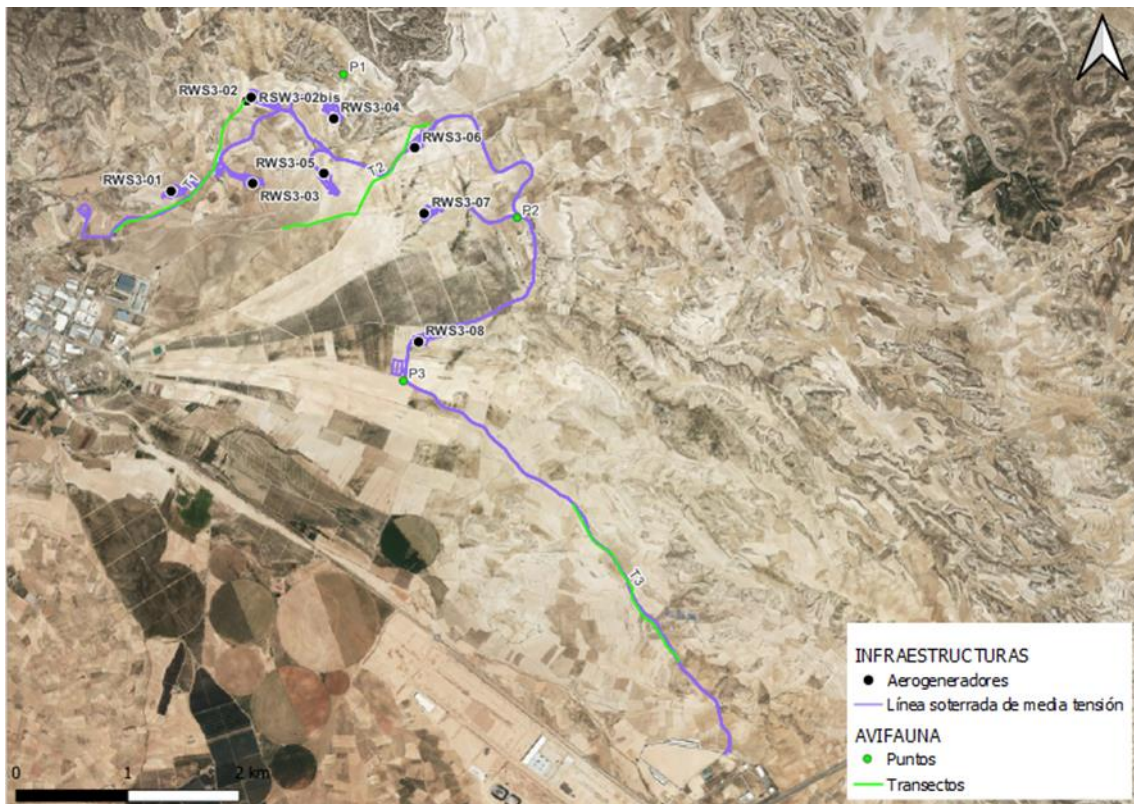 P1
RWS3-02
RSW3-02bis
RWS3-04
RWS3-06
T2
RWS3-05
RWS3-01
T1
RWS3-03
RWS3-07
P2
RWS3-08
P3
T3
INFRAESTRUCTURAS
Aerogeneradores
Línea soterrada de media tensión
AVIFAUNA
Puntos
Transectos
0 1 2 km